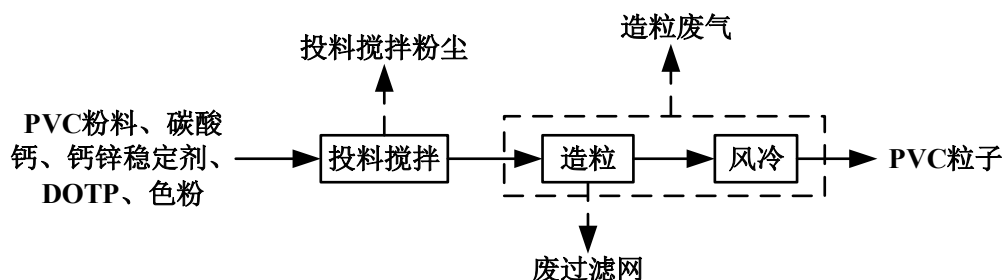 投料搅拌粉尘
造粒废气
PVC粉料、碳酸
钙、钙锌稳定剂、
DOTP、色粉
投料搅拌
造粒
风冷
PVC粒子
废过滤网